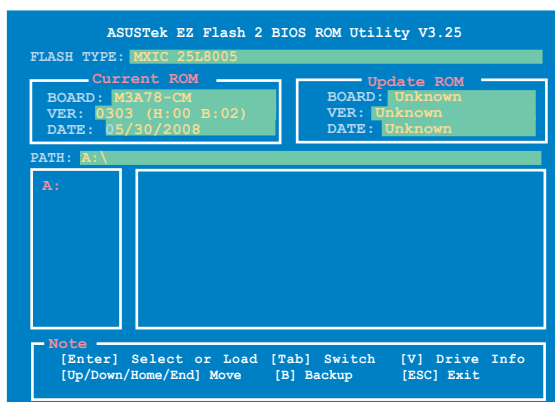 ASUSTek EZ Flash 2 BIOS ROM Utility V3.25
FLASH TYPE: MXIC 25L8005
Current ROM
BOARD: M3A78-CM
VER: 0303 (H:00 B:02)
DATE: 05/30/2008
Update ROM
BOARD: Unknown
VER: Unknown
DATE: Unknown
PATH: A:\
A:
Note
[Enter] Select or Load [Tab] Switch [V] Drive Info
[Up/Down/Home/End] Move [B] Backup [ESC] Exit